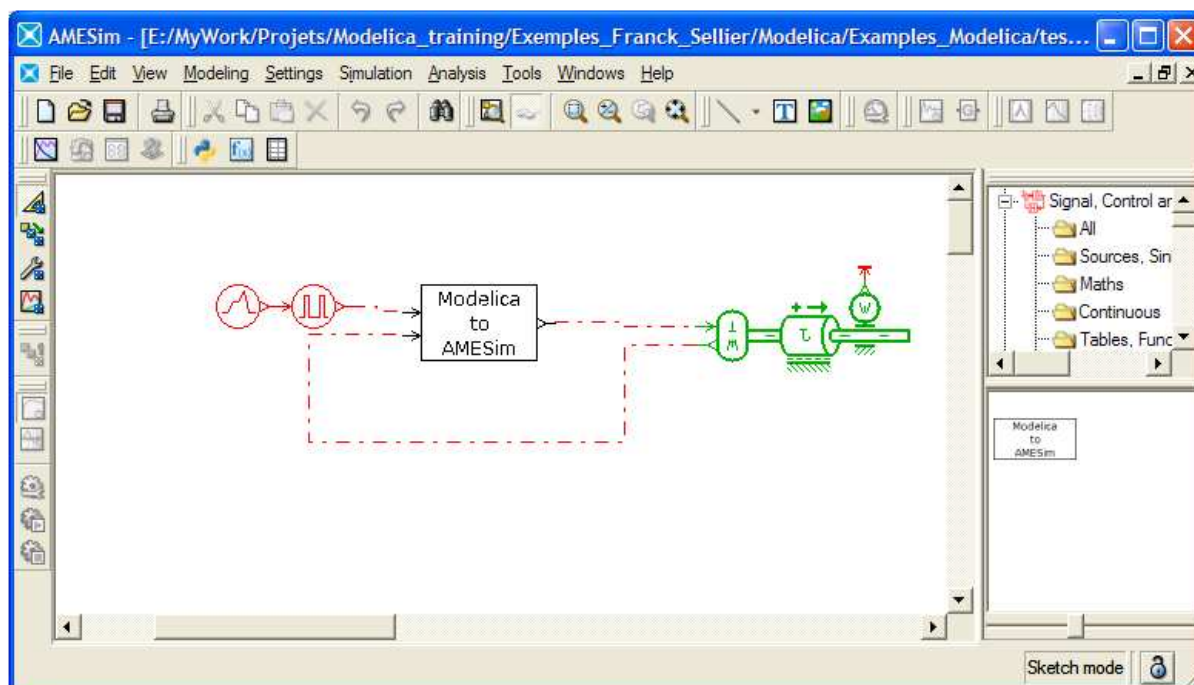 AMESim - [E:/MyWork/Projets/Modelica_training/Exemples_Franck_Sellier/Modelica/Examples_Modelica/tes...
File Edit View Modeling Settings Simulation Analysis Tools Windows Help
Signal, Control ar
All
Sources, Sin
Maths
Continuous
Tables, Func
Modelica
to
AMESim
Modelica
to
AMESim
Sketch mode